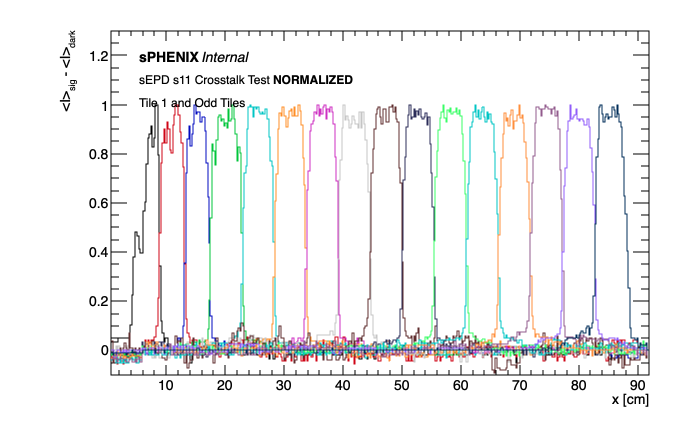 sPHENIX Internal
sEPD s11 Crosstalk Test NORMALIZED
Tile 1 and Odd Tiles
<I>sig - <I>dark
1.2
1
0.8
0.6
0.4
0.2
0
10 20 30 40 50 60 70 80 90
x [cm]